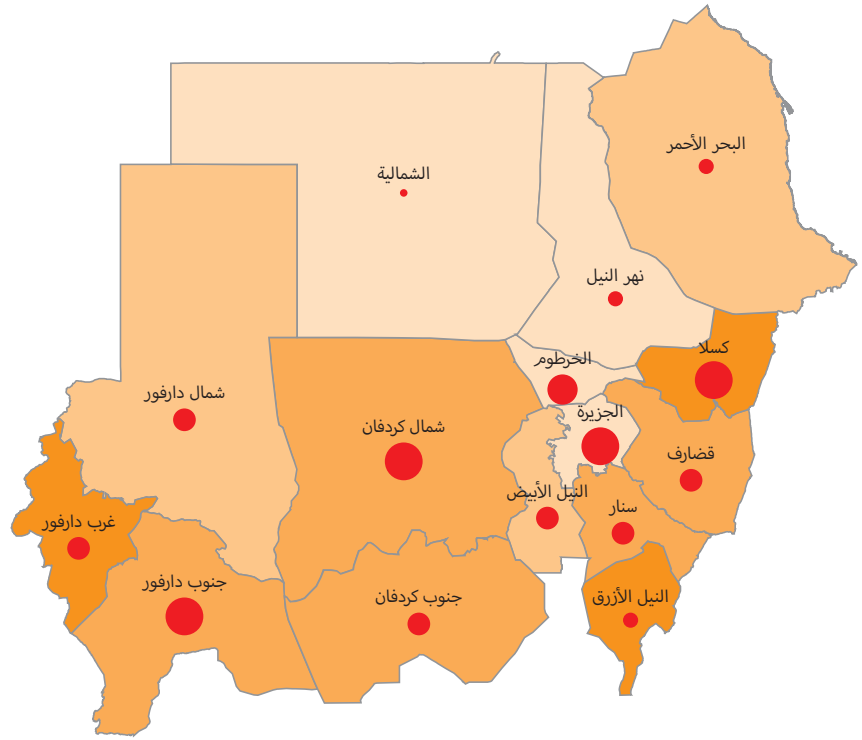 البحر الأحمر
الشمالية
نهر النيل
كسلا
الخرطوم
شمال دارفور
الجزيرة
شمال كردفان
قضارف
النيل الأبيض
سنار
غرب دارفور
جنوب دارفور
جنوب كردفان
النيل الأزرق